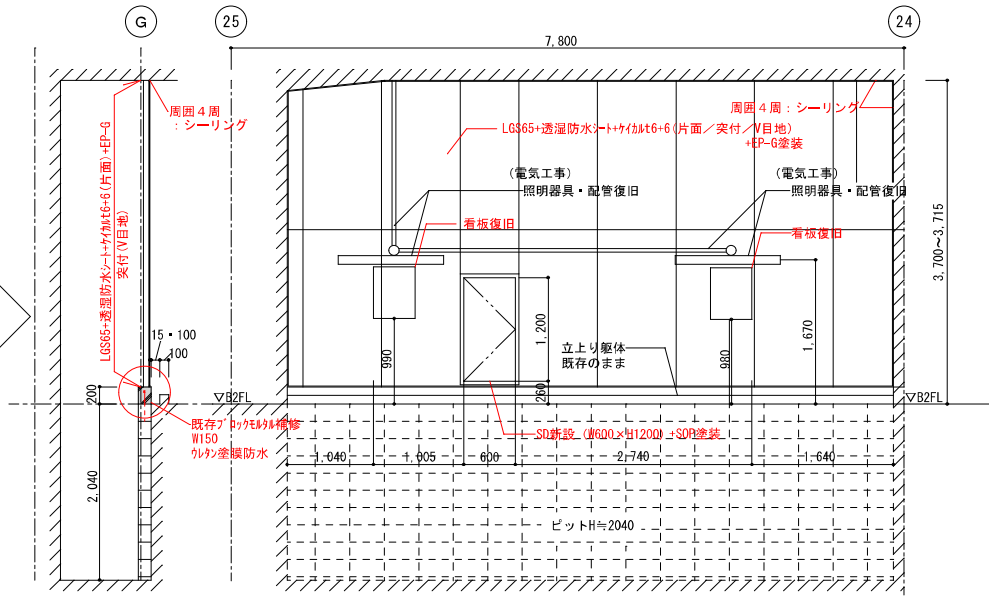 G
25
24
7,800
周囲4周
:シーリング
周囲4周:シーリング
LGS65+透湿防水シート+ケイカルt6+6(片面/突付/V目地)
+EP-G塗装
(電気工事)
照明器具・配管復旧
(電気工事)
照明器具・配管復旧
看板復旧
看板復旧
LGS65+透湿防水シート+ケイカルt6+6(片面)+EP-G
突付(V目地)
3,700〜3,715
15・100
100
990
1,200
260
980
1,670
立上り躯体
既存のまま
200
▽B2FL
▽B2FL
既存ブロックモルタル補修
W150
ウレタン塗膜防水
SD新設 (W600×H1200)+SOP塗装
1,040
1,005
600
2,740
1,640
2,040
ピットH≒2040